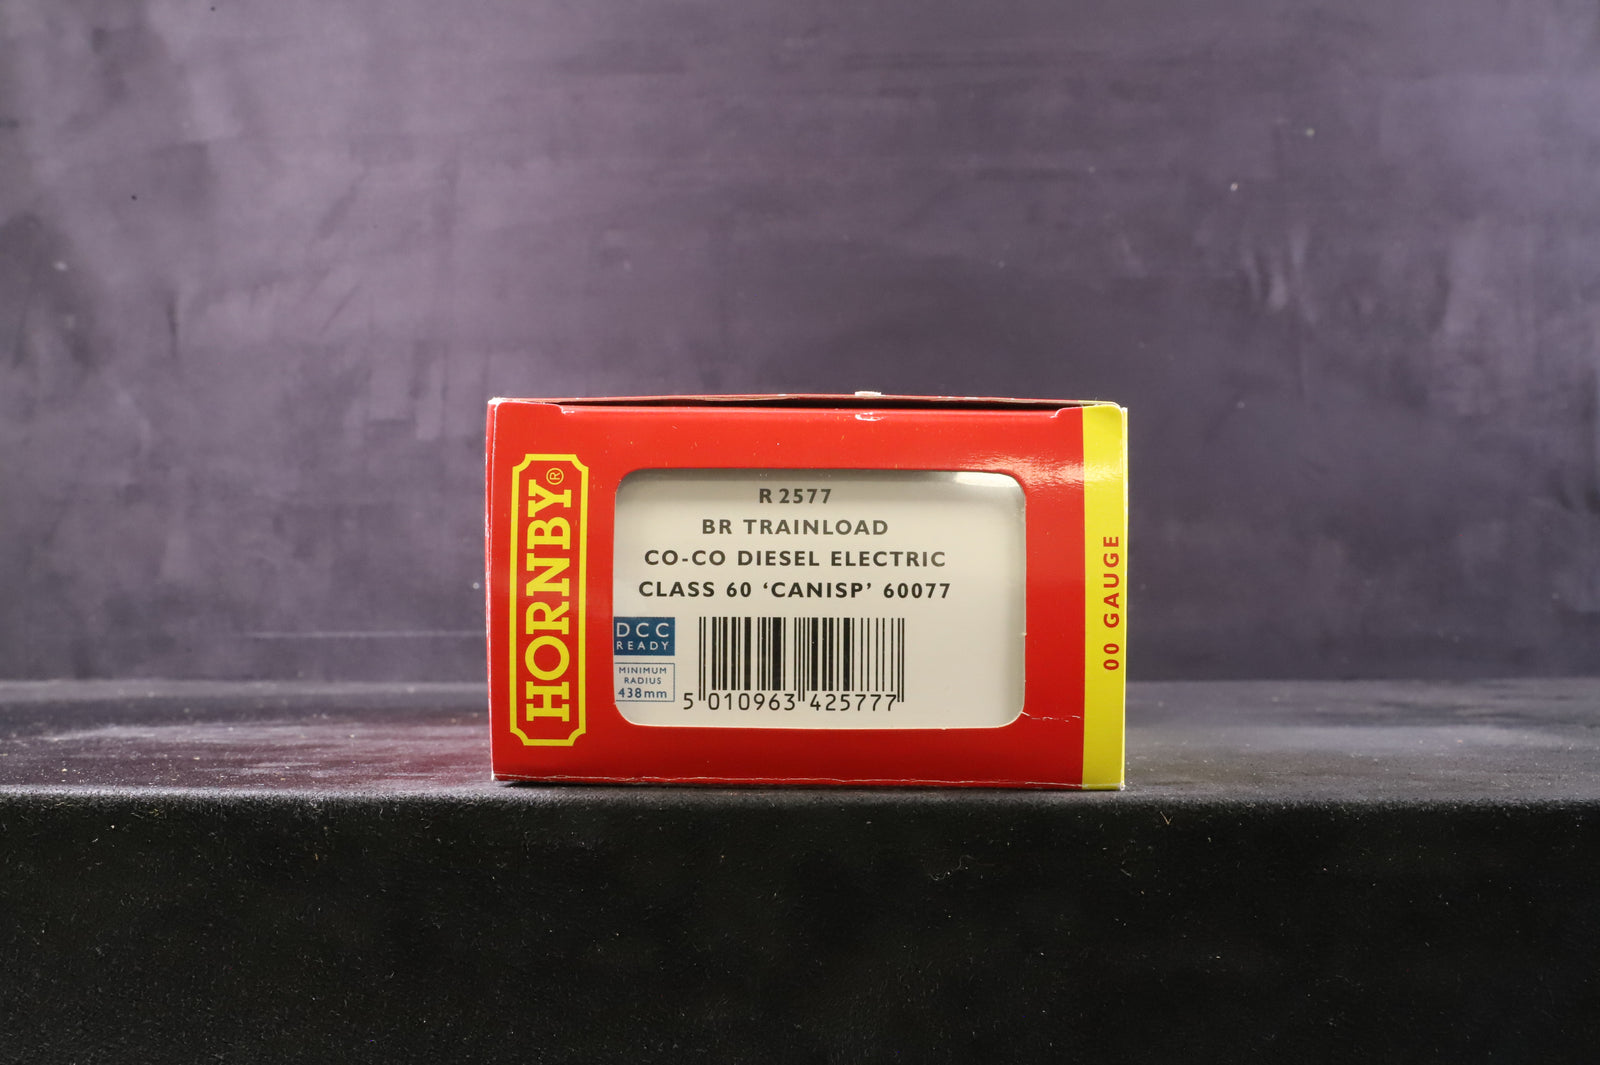 HORNBY®
R2577
BR TRAINLOAD
CO-CO DIESEL ELECTRIC
CLASS 60 ‘CANISP’ 60077
DCC
READY
MINIMUM
RADIUS
438mm
5 010963 425777
00 GAUGE